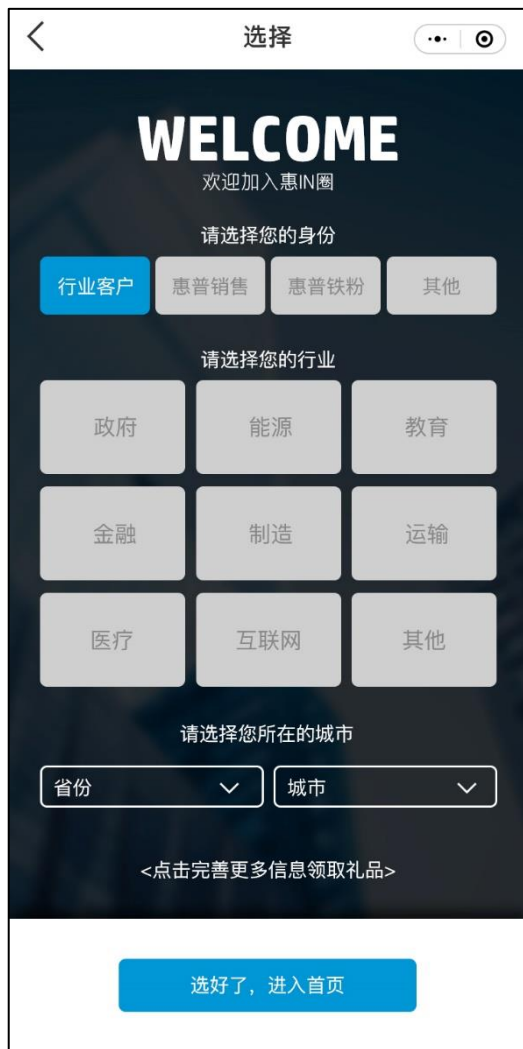 选择
WELCOME
欢迎加入惠IN圈
请选择您的身份
行业客户 惠普销售 惠普铁粉 其他
请选择您的行业
政府 能源 教育
金融 制造 运输
医疗 互联网 其他
请选择您所在的城市
省份 城市
<点击完善更多信息领取礼品>
选好了，进入首页